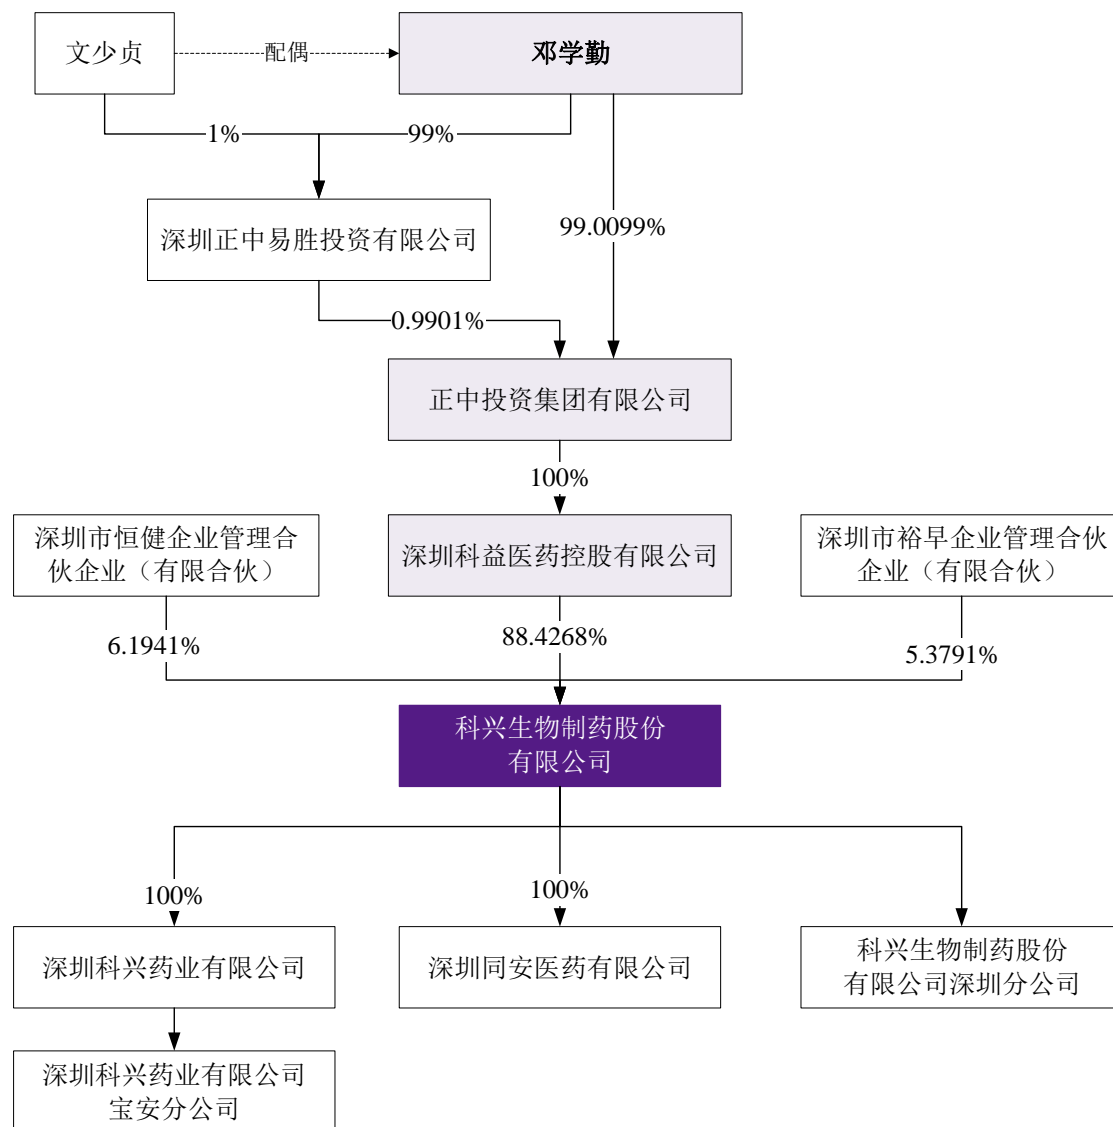 文少贞
配偶
邓学勤
1%
99%
深圳正中易胜投资有限公司
99.0099%
0.9901%
正中投资集团有限公司
100%
深圳市恒健企业管理合
伙企业（有限合伙）
深圳科益医药控股有限公司
深圳市裕早企业管理合伙
企业（有限合伙）
6.1941%
88.4268%
5.3791%
科兴生物制药股份
有限公司
100%
100%
深圳科兴药业有限公司
深圳同安医药有限公司
科兴生物制药股份
有限公司深圳分公司
深圳科兴药业有限公司
宝安分公司